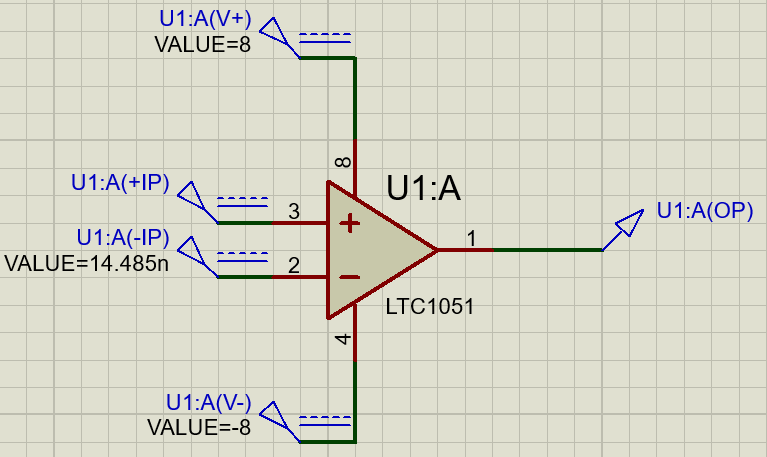 U1:A(V+)
VALUE=8
8
U1:A
U1:A(+IP)
3
+
U1:A(OP)
1
U1:A(-IP)
VALUE=14.485n
2
−
LTC1051
4
U1:A(V-)
VALUE=-8